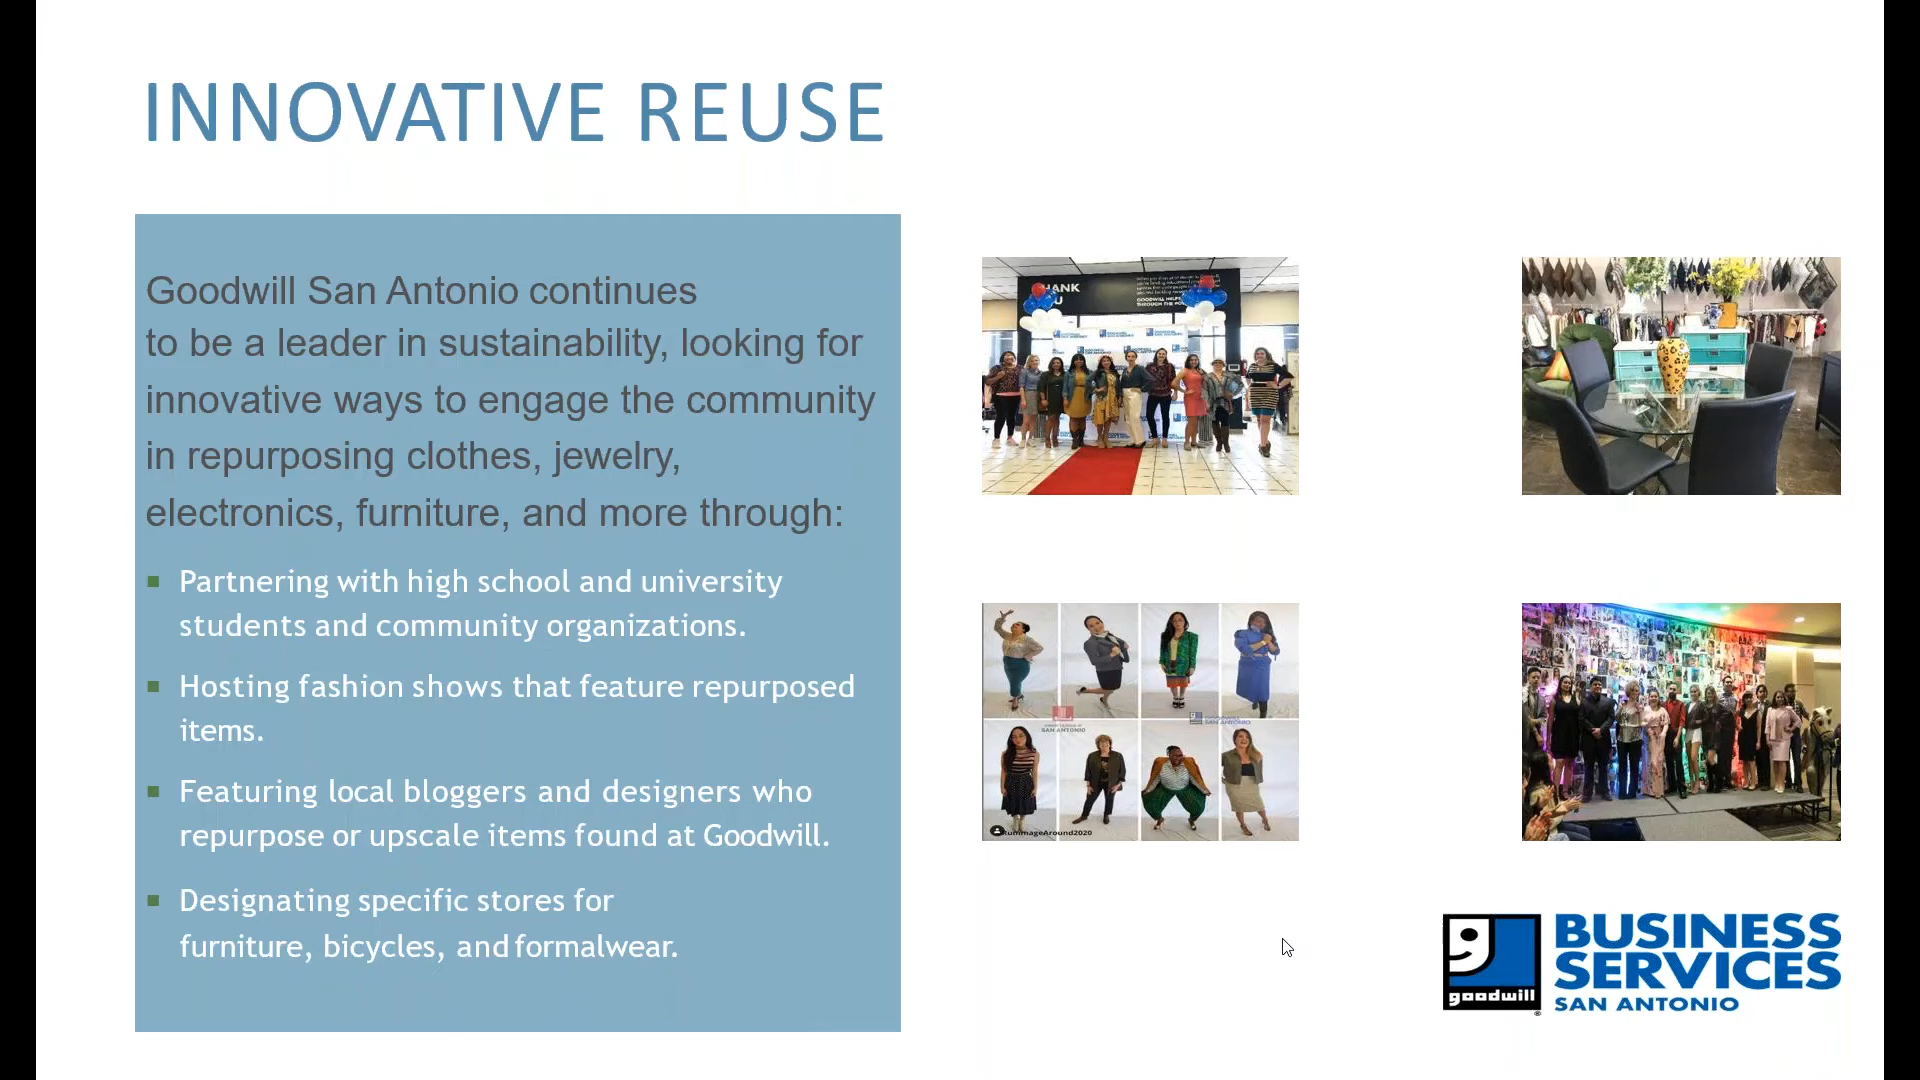 INNOVATIVE REUSE
Goodwill San Antonio continues
to be a leader in sustainability, looking for
innovative ways to engage the community
in repurposing clothes, jewelry,
electronics, furniture, and more through:
Partnering with high school and university
students and community organizations.
Hosting fashion shows that feature repurposed
items.
Featuring local bloggers and designers who
repurpose or upscale items found at Goodwill.
Designating specific stores for
furniture, bicycles, and formalwear.
SAN ANTONIO
RummageAround2020
goodwill
BUSINESS
SERVICES
SAN ANTONIO